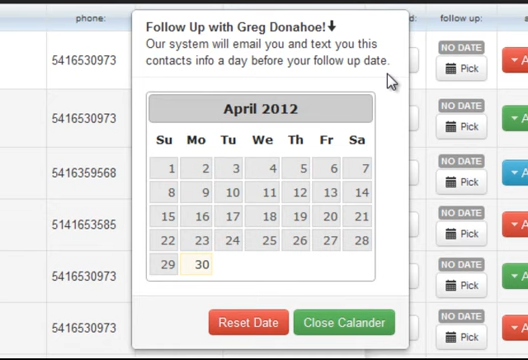 phone:
follow up:
Follow Up with Greg Donahoe!
Our system will email you and text you this
contacts info a day before your follow up date.
April 2012
Su Mo Tu We Th Fr Sa
1 2 3 4 5 6 7
8 9 10 11 12 13 14
15 16 17 18 19 20 21
22 23 24 25 26 27 28
29 30
Reset Date
Close Calander
5416530973
NO DATE
Pick
5416530973
NO DATE
Pick
5416359568
NO DATE
Pick
5141653585
NO DATE
Pick
5416530973
NO DATE
Pick
5416530973
NO DATE
Pick